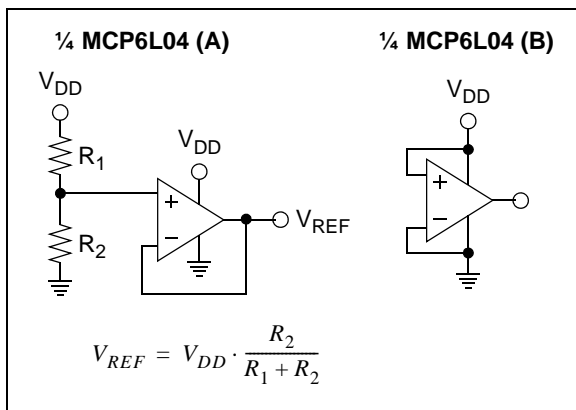 ¼ MCP6L04 (A)
¼ MCP6L04 (B)
V_DD
R_1
R_2
V_DD
+
−
V_REF
V_DD
+
−
V_REF = V_DD · R_2 / (R_1 + R_2)